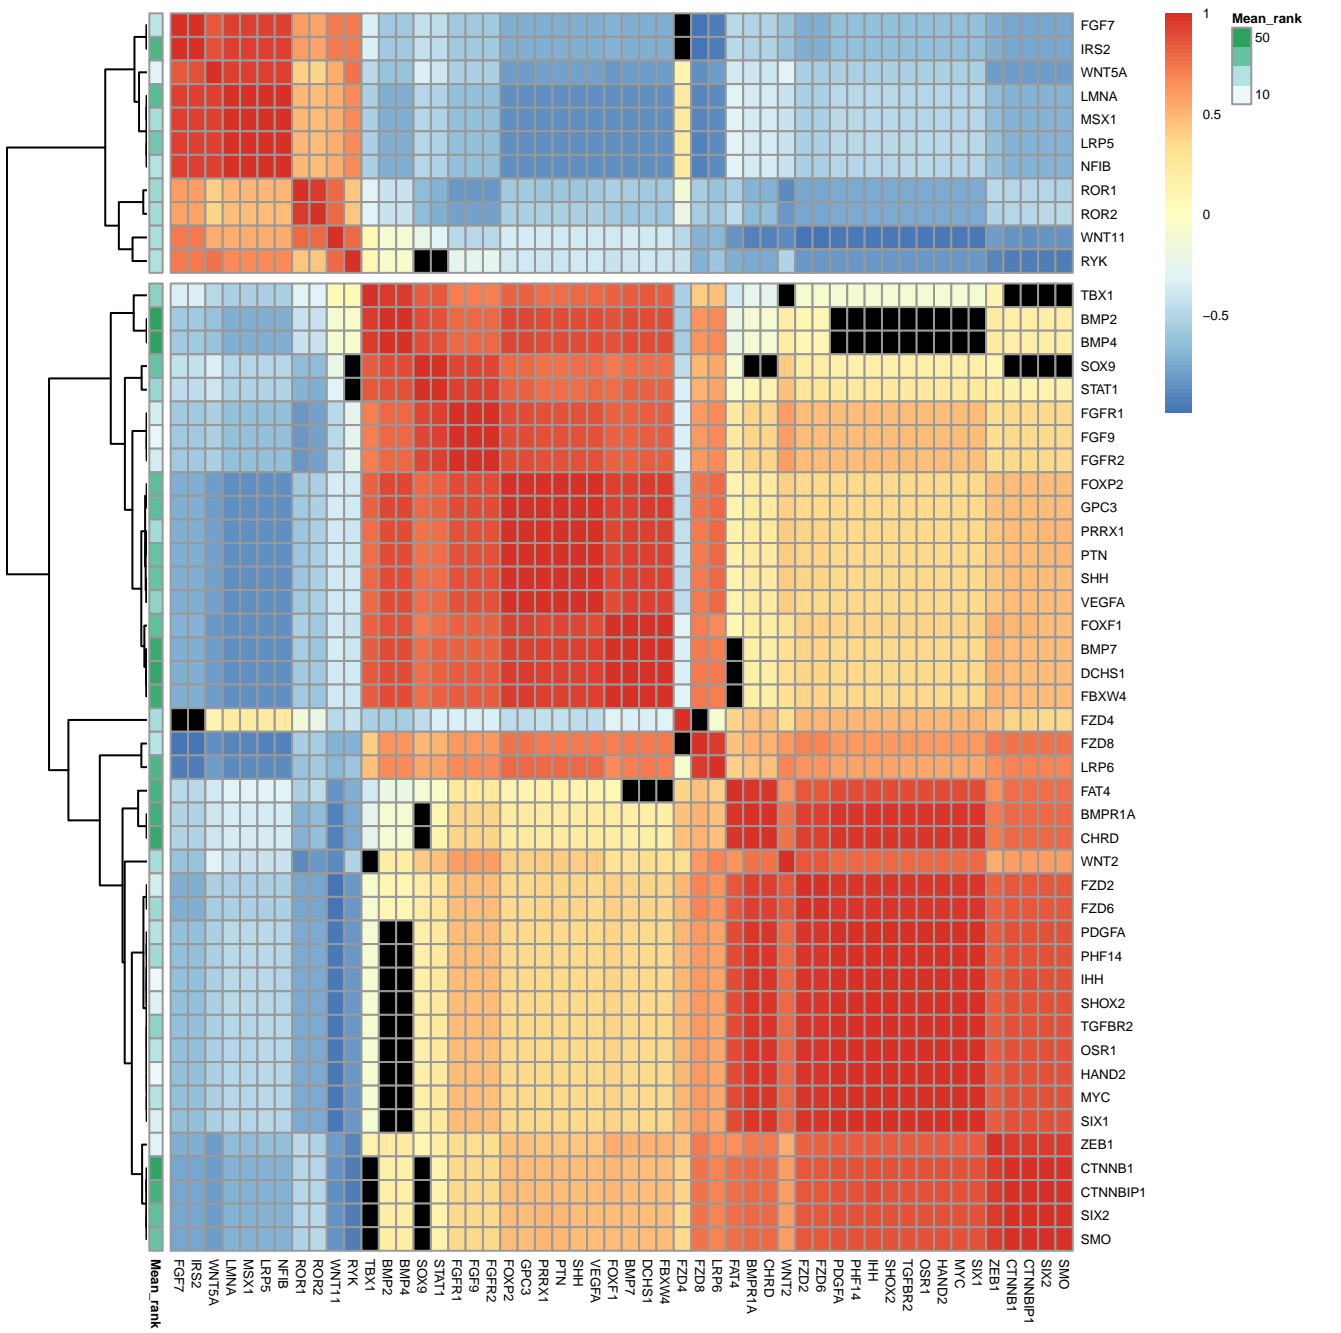 1
0.5
0
−0.5
Mean_rank
50
10
FGF7
IRS2
WNT5A
LMNA
MSX1
LRP5
NFIB
ROR1
ROR2
WNT11
RYK
TBX1
BMP2
BMP4
SOX9
STAT1
FGFR1
FGF9
FGFR2
FOXP2
GPC3
PRRX1
PTN
SHH
VEGFA
FOXF1
BMP7
DCHS1
FBXW4
FZD4
FZD8
LRP6
FAT4
BMPR1A
CHRD
WNT2
FZD2
FZD6
PDGFA
PHF14
IHH
SHOX2
TGFBR2
OSR1
HAND2
MYC
SIX1
ZEB1
CTNNB1
CTNNBIP1
SIX2
SMO
Mean_rank
FGF7
IRS2
WNT5A
LMNA
MSX1
LRP5
NFIB
ROR1
ROR2
WNT11
RYK
TBX1
BMP2
BMP4
SOX9
STAT1
FGFR1
FGF9
FGFR2
FOXP2
GPC3
PRRX1
PTN
SHH
VEGFA
FOXF1
BMP7
DCHS1
FBXW4
FZD4
FZD8
LRP6
FAT4
BMPR1A
CHRD
WNT2
FZD2
FZD6
PDGFA
PHF14
IHH
SHOX2
TGFBR2
OSR1
HAND2
MYC
SIX1
ZEB1
CTNNB1
CTNNBIP1
SIX2
SMO